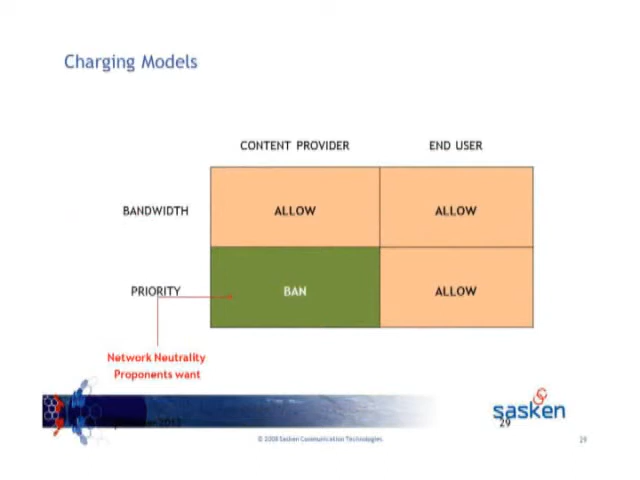 Charging Models
CONTENT PROVIDER END USER
BANDWIDTH ALLOW ALLOW
PRIORITY BAN ALLOW
Network Neutrality
Proponents want
sasken
29
© 2008 Sasken Communication Technologies 29